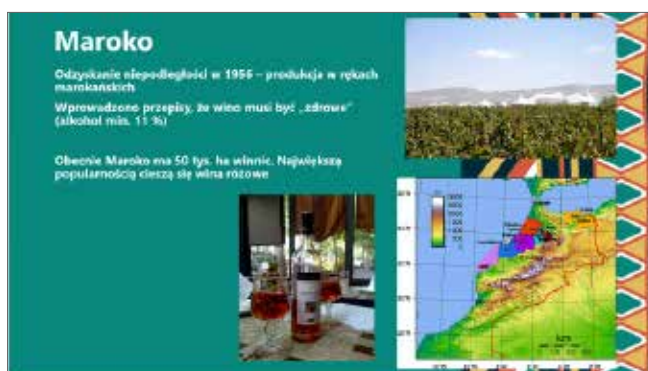 Maroko
Odzyskanie niepodległości w 1956 – produkcja w rękach
marokańskich
Wprowadzono przepisy, że wino musi być „zdrowe”
(alkohol min. 11 %)
Obecnie Maroko ma 50 tys. ha winnic. Największą
popularnością cieszą się wina różowe